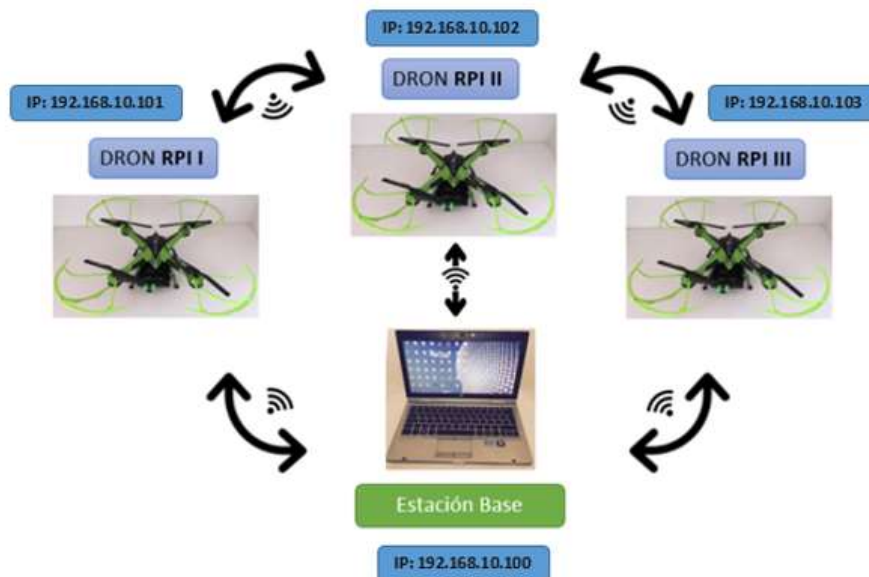 IP: 192.168.10.102
DRON RPI II
IP: 192.168.10.101
DRON RPI I
IP: 192.168.10.103
DRON RPI III
Estación Base
IP: 192.168.10.100